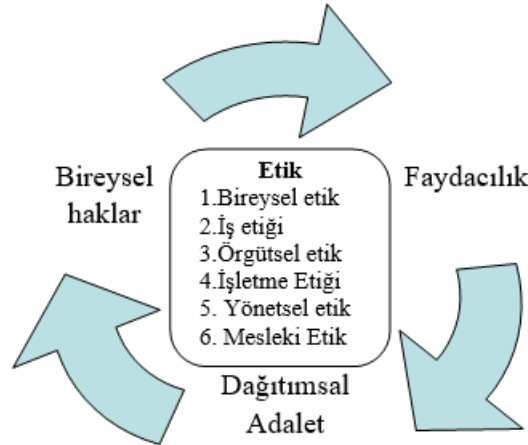 Etik
1.Bireysel etik
2.İş etiği
3.Örgütsel etik
4.İşletme Etiği
5. Yönetsel etik
6. Mesleki Etik
Bireysel
haklar
Faydacılık
Dağıtımsal
Adalet